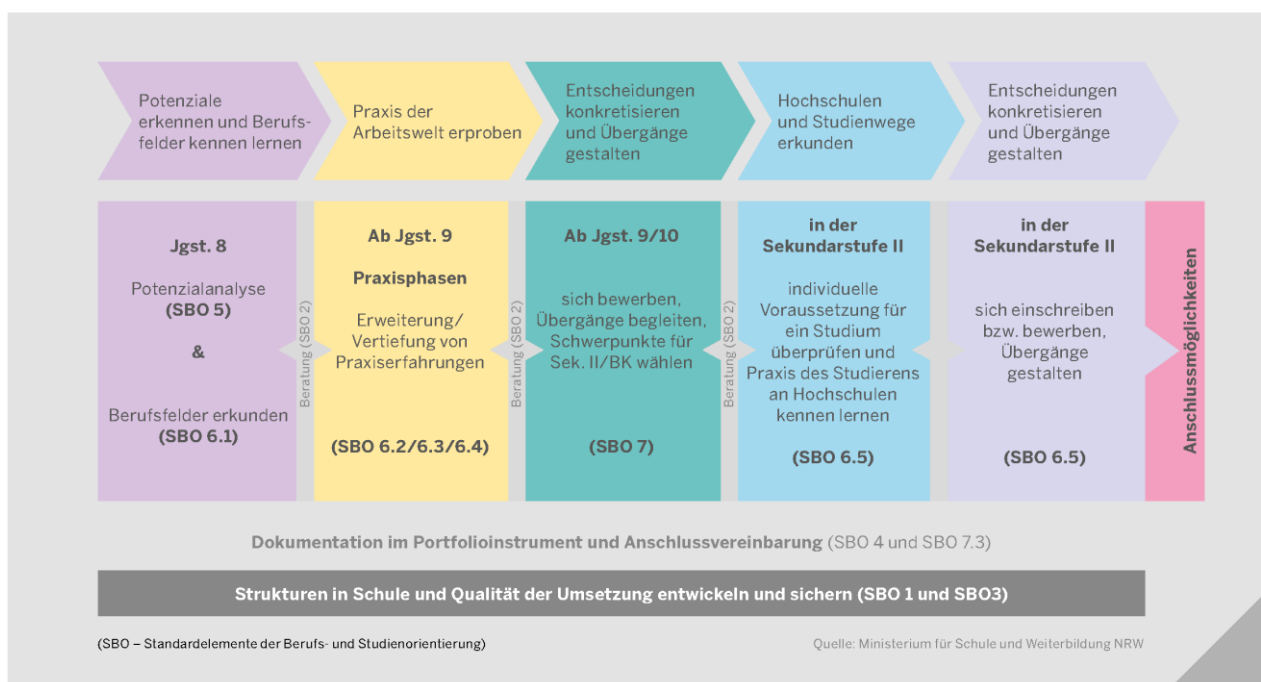 Potenziale
erkennen und Berufs-
felder kennen lernen
Praxis der
Arbeitswelt erproben
Entscheidungen
konkretisieren
und Übergänge
gestalten
Hochschulen
und Studienwege
erkunden
Entscheidungen
konkretisieren
und Übergänge
gestalten
Jgst. 8
Potenzialanalyse
(SBO 5)
&
Berufsfelder erkunden
(SBO 6.1)
Beratung (SBO 2)
Ab Jgst. 9
Praxisphasen
Erweiterung/
Vertiefung von
Praxiserfahrungen
(SBO 6.2/6.3/6.4)
Beratung (SBO 2)
Ab Jgst. 9/10
sich bewerben,
Übergänge begleiten,
Schwerpunkte für
Sek. II/BK wählen
(SBO 7)
Beratung (SBO 2)
in der
Sekundarstufe II
individuelle
Voraussetzung für
ein Studium
überprüfen und
Praxis des Studierens
an Hochschulen
kennen lernen
(SBO 6.5)
in der
Sekundarstufe II
sich einschreiben
bzw. bewerben,
Übergänge
gestalten
(SBO 6.5)
Anschlussmöglichkeiten
Dokumentation im Portfolioinstrument und Anschlussvereinbarung (SBO 4 und SBO 7.3)
Strukturen in Schule und Qualität der Umsetzung entwickeln und sichern (SBO 1 und SBO3)
(SBO – Standardelemente der Berufs- und Studienorientierung)
Quelle: Ministerium für Schule und Weiterbildung NRW